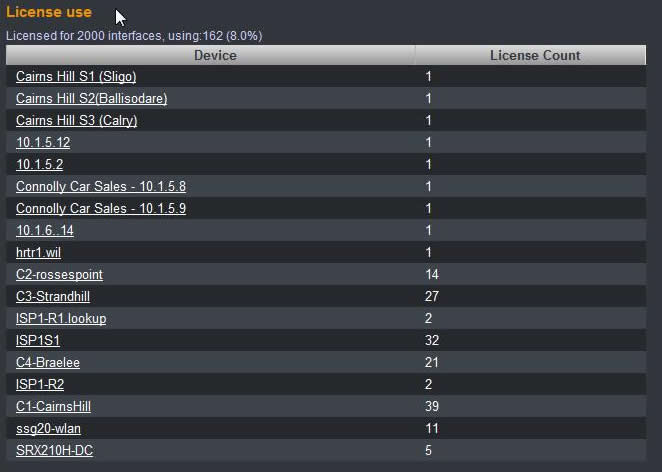 License use
Licensed for 2000 interfaces, using:162 (8.0%)
Device License Count
Cairns Hill S1 (Sligo) 1
Cairns Hill S2(Ballisodare) 1
Cairns Hill S3 (Calry) 1
10.1.5.12 1
10.1.5.2 1
Connolly Car Sales - 10.1.5.8 1
Connolly Car Sales - 10.1.5.9 1
10.1.6..14 1
hrtr1.wil 1
C2-rossespoint 14
C3-Strandhill 27
ISP1-R1.lookup 2
ISP1S1 32
C4-Braelee 21
ISP1-R2 2
C1-CairnsHill 39
ssg20-wlan 11
SRX210H-DC 5